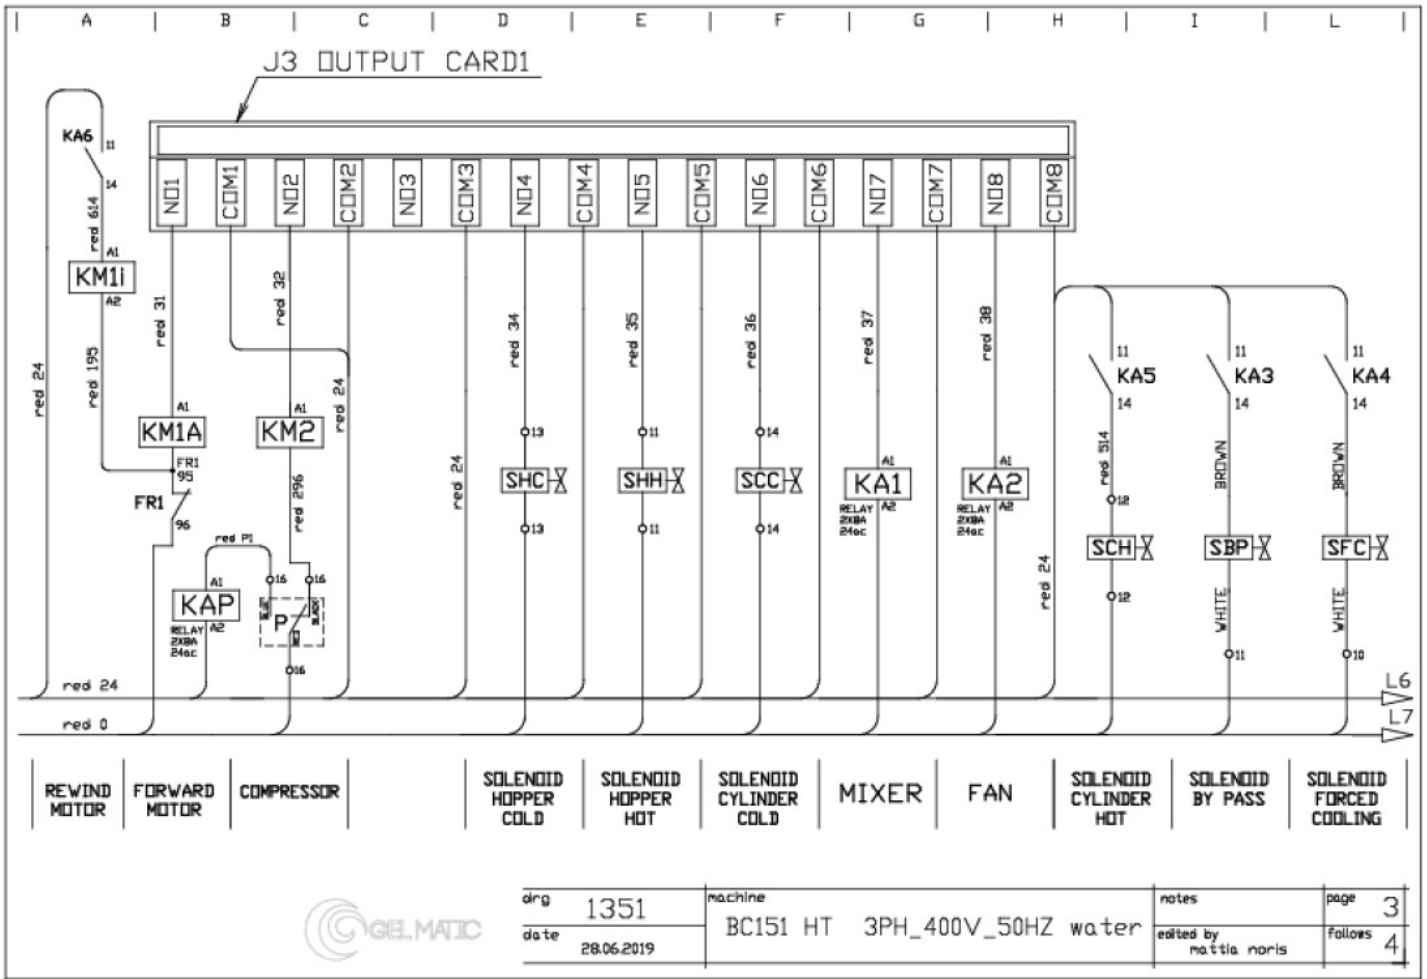 A B C D E F G H I L
J3 OUTPUT CARD1
KA6
11
14
NO1 COM1 NO2 COM2 NO3 COM3 NO4 COM4 NO5 COM5 NO6 COM6 NO7 COM7 NO8 COM8
red 614
A1
KM1i
A2
red 24
red 195
red 31
red 32
red 24
red 24
red 34
red 35
red 36
red 37
red 38
red 24
11 11 11
KA5 KA3 KA4
14 14 14
A1 A1
KM1A KM2
FR1
95
FR1
96
red 296
red P1
13 11 14
SHC SHH SCC
13 11 14
A1 A1
KA1 KA2
A2 A2
RELAY RELAY
2X8A 2X8A
24ac 24ac
red 514
BROWN
BROWN
12
SCH SBP SFC
12
WHITE
WHITE
11 10
A1
KAP
A2
RELAY
2X8A
24ac
16 16
BLACK
P
16
red 24
L6
red 0
L7
REWIND
MOTOR
FORWARD
MOTOR
COMPRESSOR
SOLENOID
HOPPER
COLD
SOLENOID
HOPPER
HOT
SOLENOID
CYLINDER
COLD
MIXER
FAN
SOLENOID
CYLINDER
HOT
SOLENOID
BY PASS
SOLENOID
FORCED
COOLING
GEL MATIC
drg 1351
date 28.06.2019
machine
BC151 HT 3PH_400V_50HZ water
notes
edited by
mattia noris
page 3
follows 4